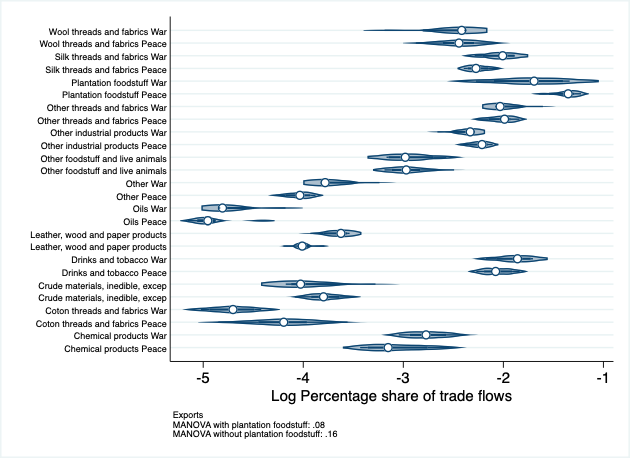 Wool threads and fabrics War
Wool threads and fabrics Peace
Silk threads and fabrics War
Silk threads and fabrics Peace
Plantation foodstuff War
Plantation foodstuff Peace
Other threads and fabrics War
Other threads and fabrics Peace
Other industrial products War
Other industrial products Peace
Other foodstuff and live animals
Other foodstuff and live animals
Other War
Other Peace
Oils War
Oils Peace
Leather, wood and paper products
Leather, wood and paper products
Drinks and tobacco War
Drinks and tobacco Peace
Crude materials, inedible, excep
Crude materials, inedible, excep
Coton threads and fabrics War
Coton threads and fabrics Peace
Chemical products War
Chemical products Peace
-5 -4 -3 -2 -1
Log Percentage share of trade flows
Exports
MANOVA with plantation foodstuff: .08
MANOVA without plantation foodstuff: .16